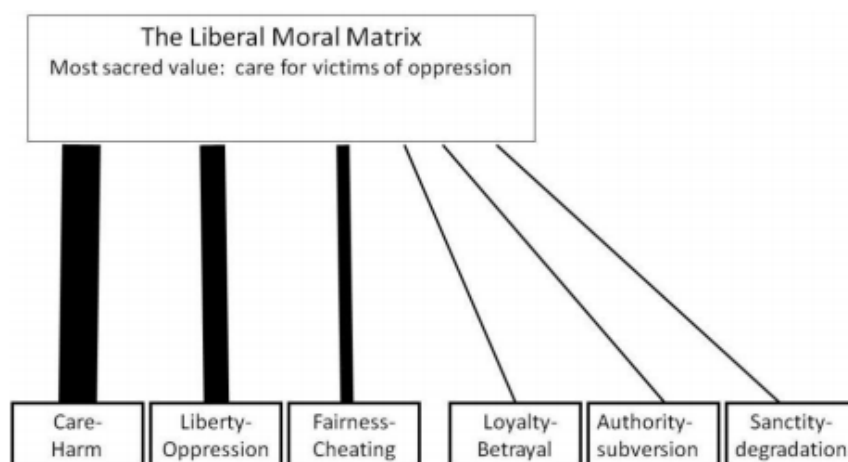 The Liberal Moral Matrix
Most sacred value:  care for victims of oppression
Care-
Harm
Liberty-
Oppression
Fairness-
Cheating
Loyalty-
Betrayal
Authority-
subversion
Sanctity-
degradation